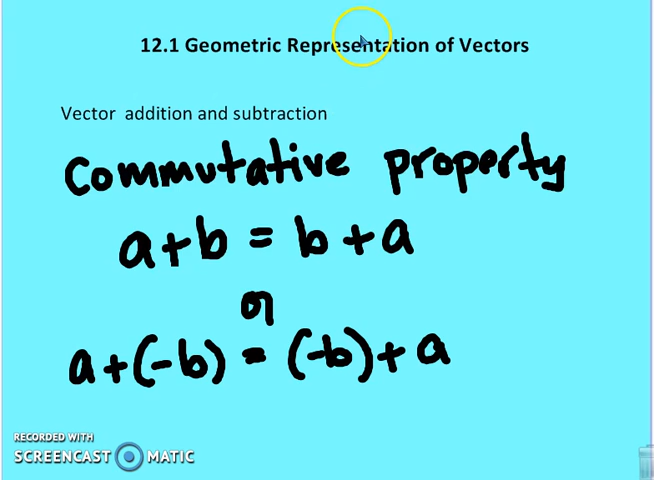 12.1 Geometric Representation of Vectors
Vector addition and subtraction
Commutative property
a+b = b+a
or
a+(-b) = (-b)+a
RECORDED WITH
SCREENCAST MATIC